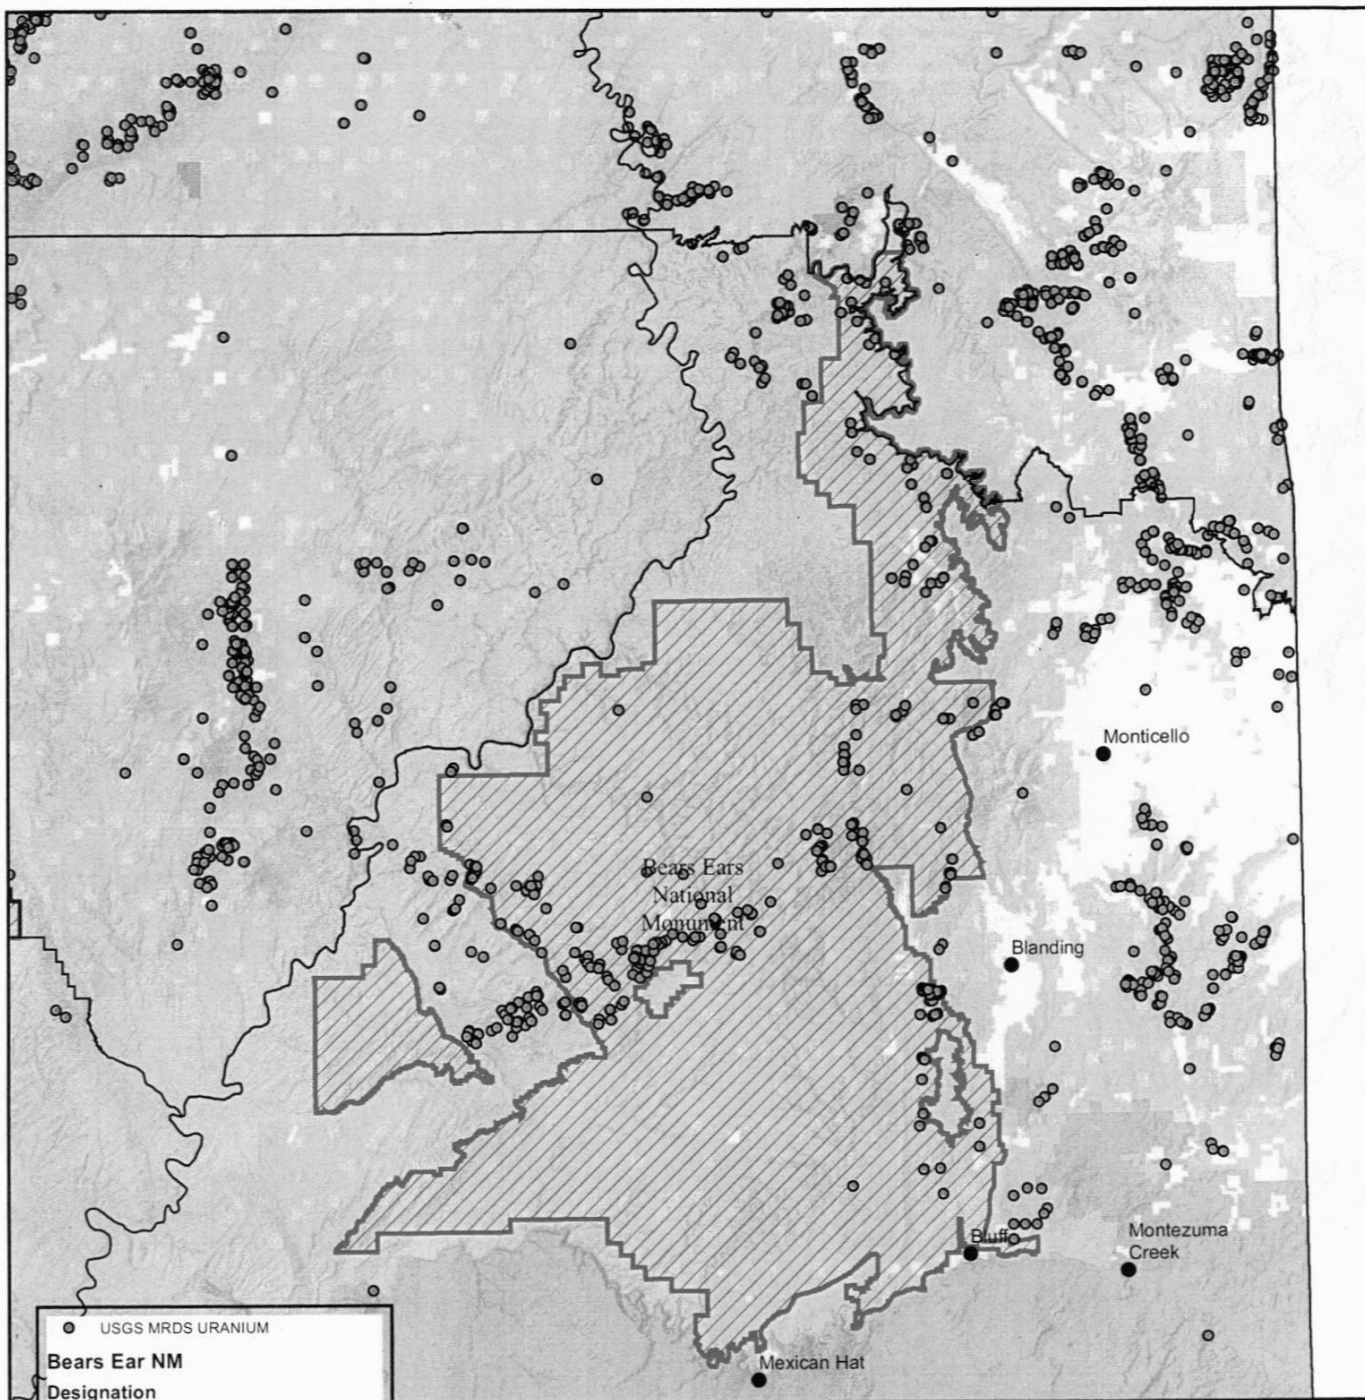 Monticello
Bears Ears
National
Monument
Blanding
Bluff
Montezuma
Creek
USGS MRDS URANIUM
Bears Ear NM
Designation
Mexican Hat